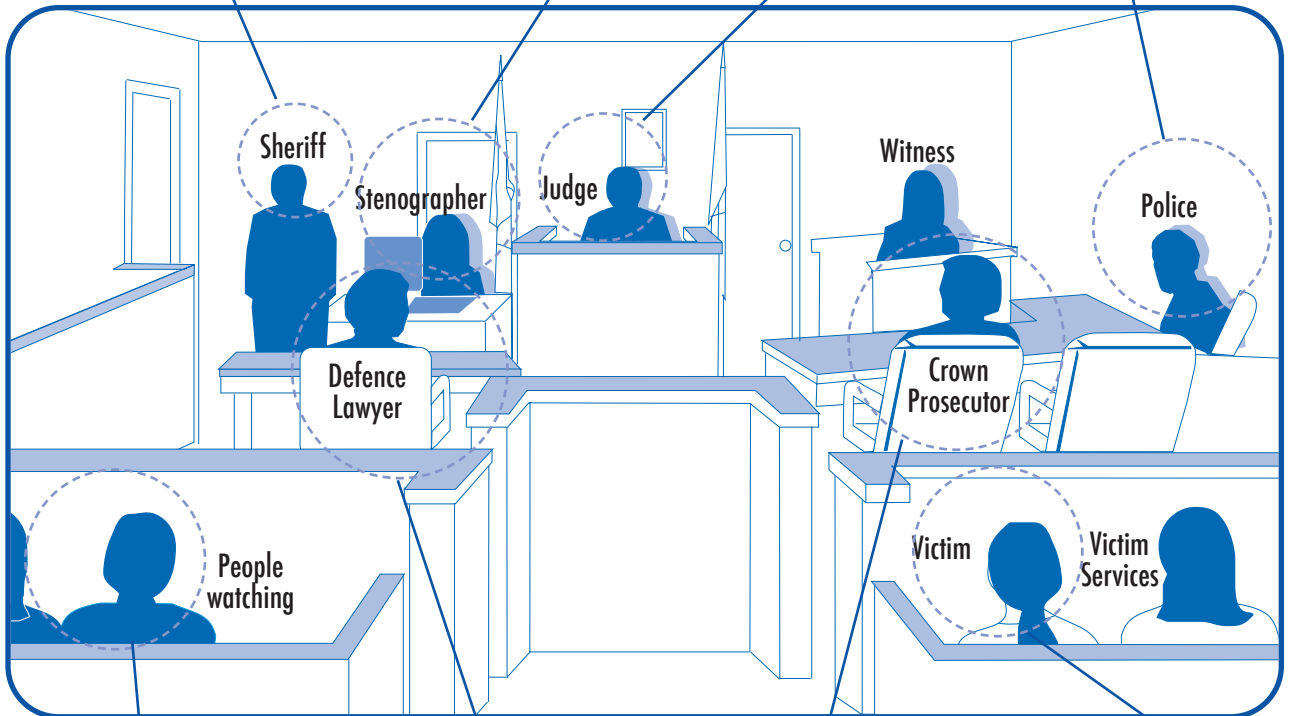 Sheriff
Stenographer
Judge
Witness
Police
Defence
Lawyer
Crown
Prosecutor
People
watching
Victim
Victim
Services